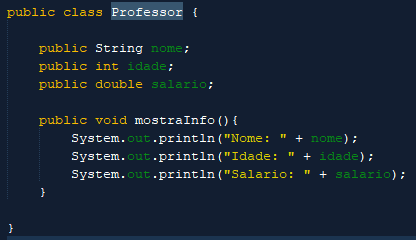 public class Professor {
public String nome;
public int idade;
public double salario;
public void mostraInfo(){
System.out.println("Nome: " + nome);
System.out.println("Idade: " + idade);
System.out.println("Salario: " + salario);
}
}